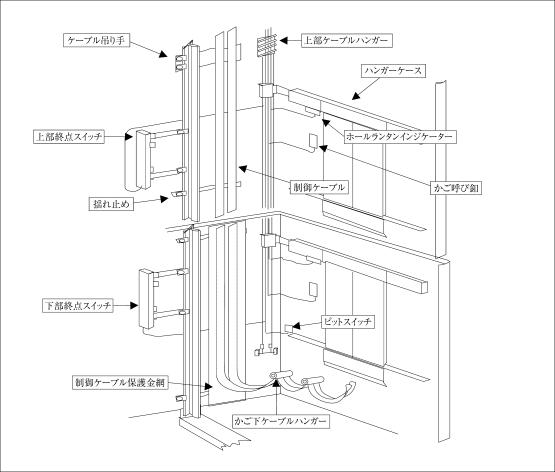 ケーブル吊り手
上部ケーブルハンガー
ハンガーケース
上部終点スイッチ
ホールランタンインジケーター
制御ケーブル
かご呼び釦
揺れ止め
下部終点スイッチ
ピットスイッチ
制御ケーブル保護金網
かご下ケーブルハンガー